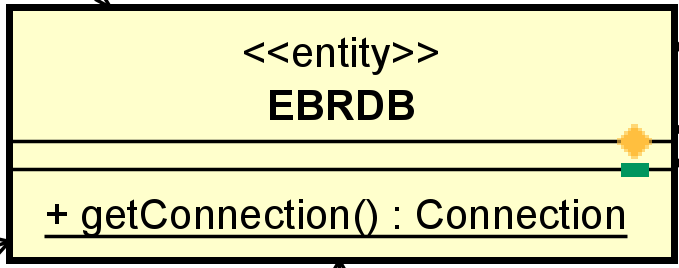 <<entity>>
EBRDB
+ getConnection() : Connection